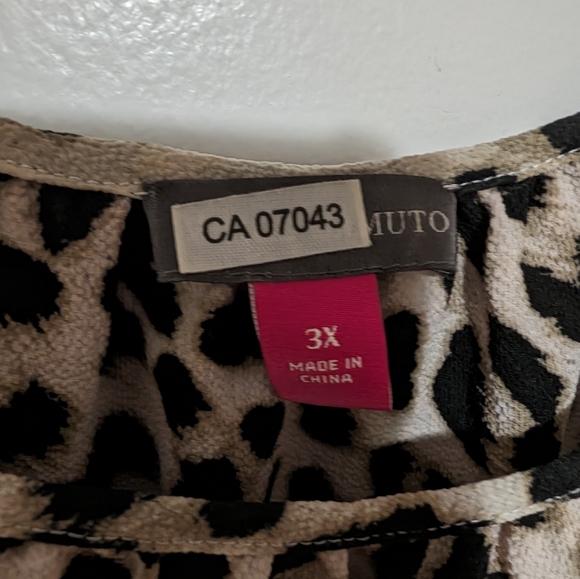 CA 07043 MUTO
3X
MADE IN
CHINA